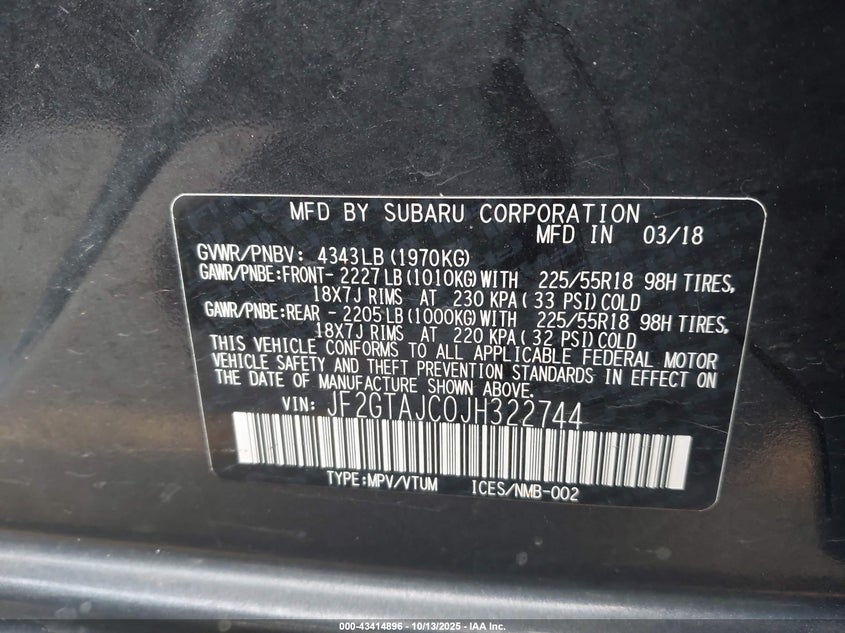 MFD BY SUBARU CORPORATION
MFD IN 03/18
GVWR/PNBV: 4343LB(1970KG)
GAWR/PNBE:FRONT- 2227LB(1010KG)WITH 225/55R18 98H TIRES,
18X7J RIMS AT 230 KPA( 33 PSI)COLD
GAWR/PNBE:REAR - 2205LB(1000KG)WITH 225/55R18 98H TIRES,
18X7J RIMS AT 220 KPA( 32 PSI)COLD
THIS VEHICLE CONFORMS TO ALL APPLICABLE FEDERAL MOTOR
VEHICLE SAFETY AND THEFT PREVENTION STANDARDS IN EFFECT ON
THE DATE OF MANUFACTURE SHOWN ABOVE.
VIN: JF2GTAJC0JH322744
TYPE:MPV/VTUM ICES/NMB-002
000-43414896 - 10/13/2025 - IAA Inc.